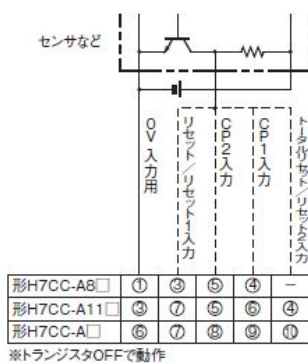 センサなど
0V入力用
リセット/リセット1入力
CP2入力
CP1入力
トータルリセット/リセット2入力
形H7CC-A8□ ① ③ ⑤ ④ −
形H7CC-A11□ ③ ⑦ ⑤ ⑥ ④
形H7CC-A□ ⑥ ⑦ ⑧ ⑨ ⑩
※トランジスタOFFで動作